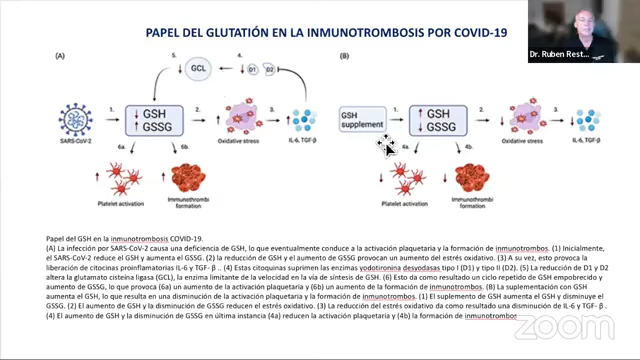 PAPEL DEL GLUTATIÓN EN LA INMUNOTROMBOSIS POR COVID-19
Dr. Ruben Rest...
(A)
5.
GCL
4.
D1
D2
SARS-CoV-2
1.
↓ GSH
↑ GSSG
2.
Oxidative stress
3.
IL-6, TGF-β
6a.
6b.
Platelet activation
Immunothrombi
formation
(B)
GSH
supplement
1.
↑ GSH
↓ GSSG
2.
Oxidative stress
3.
IL-6, TGF-β
4a.
4b.
Platelet activation
Immunothrombi
formation
Papel del GSH en la inmunotrombosis COVID-19.
(A) La infección por SARS-CoV-2 causa una deficiencia de GSH, lo que eventualmente conduce a la activación plaquetaria y la formación de inmunotrombos. (1) Inicialmente,
el SARS-CoV-2 reduce el GSH y aumenta el GSSG. (2) la reducción de GSH y el aumento de GSSG provocan un aumento del estrés oxidativo. (3) A su vez, esto provoca la
liberación de citocinas proinflamatorias IL-6 y TGF- β .. (4) Estas citoquinas suprimen las enzimas yodotironina desyodasas tipo I (D1) y tipo II (D2). (5) La reducción de D1 y D2
altera la glutamato cisteína ligasa (GCL), la enzima limitante de la velocidad en la vía de síntesis de GSH. (6) Esto da como resultado un ciclo repetido de GSH empobrecido y
aumento de GSSG, lo que provoca (6a) un aumento de la activación plaquetaria y (6b) un aumento de la formación de inmunotrombos. (B) La suplementación con GSH
aumenta el GSH, lo que resulta en una disminución de la activación plaquetaria y la formación de inmunotrombos. (1) El suplemento de GSH aumenta el GSH y disminuye el
GSSG. (2) El aumento de GSH y la disminución de GSSG reducen el estrés oxidativo. (3) La reducción del estrés oxidativo da como resultado una disminución de IL-6 y TGF- β .
(4) El aumento de GSH y la disminución de GSSG en última instancia (4a) reducen la activación plaquetaria y (4b) la formación de inmunotrombos
zoom